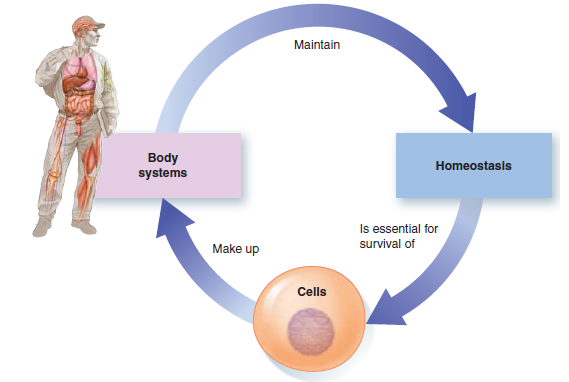 Maintain
Body
systems
Homeostasis
Is essential for
survival of
Make up
Cells